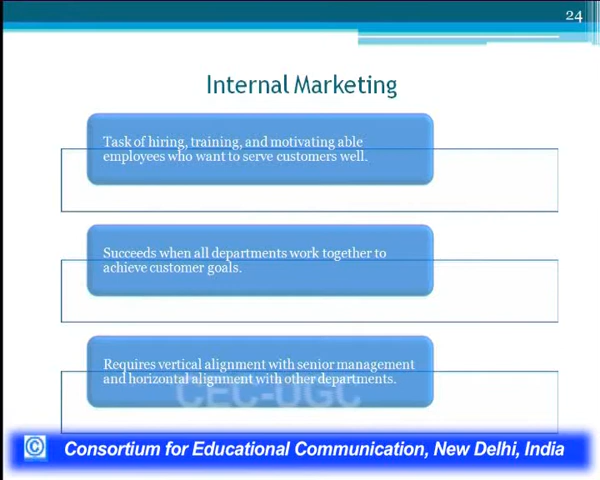 24
Internal Marketing
Task of hiring, training, and motivating able
employees who want to serve customers well.
Succeeds when all departments work together to
achieve customer goals.
Requires vertical alignment with senior management
and horizontal alignment with other departments.
CEC-UGC
© Consortium for Educational Communication, New Delhi, India